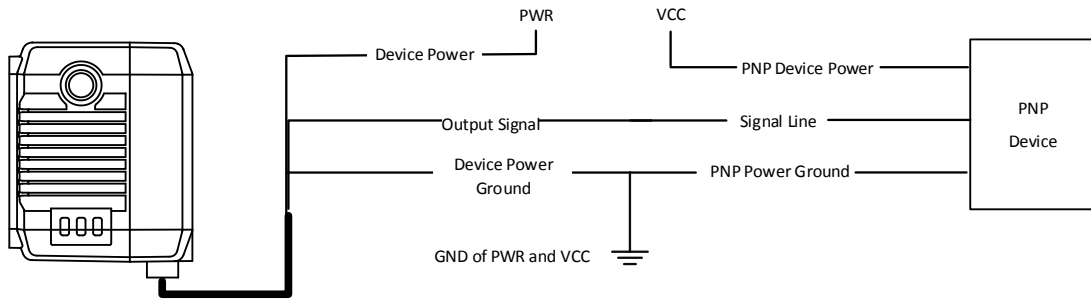 PWR
VCC
Device Power
PNP Device Power
PNP
Device
Output Signal
Signal Line
Device Power
Ground
PNP Power Ground
GND of PWR and VCC